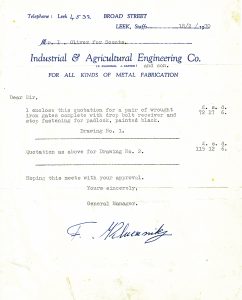 Telephone : Leek 4533. BROAD STREET
LEEK, Staffs.
Industrial & Agricultural Engineering Co.
FOR ALL KINDS OF METAL FABRICATION
Dear Sir,
£. s. d.
I enclose this quotation for a pair of wrought
iron gates complete with drop bolt receiver and
stop fastening for padlock, painted black.
Drawing No. 1.
£. s. d.
Quotation as above for Drawing No. 2. 119 12 6.
Hoping this meets with your approval.
Yours sincerely,
General Manager.